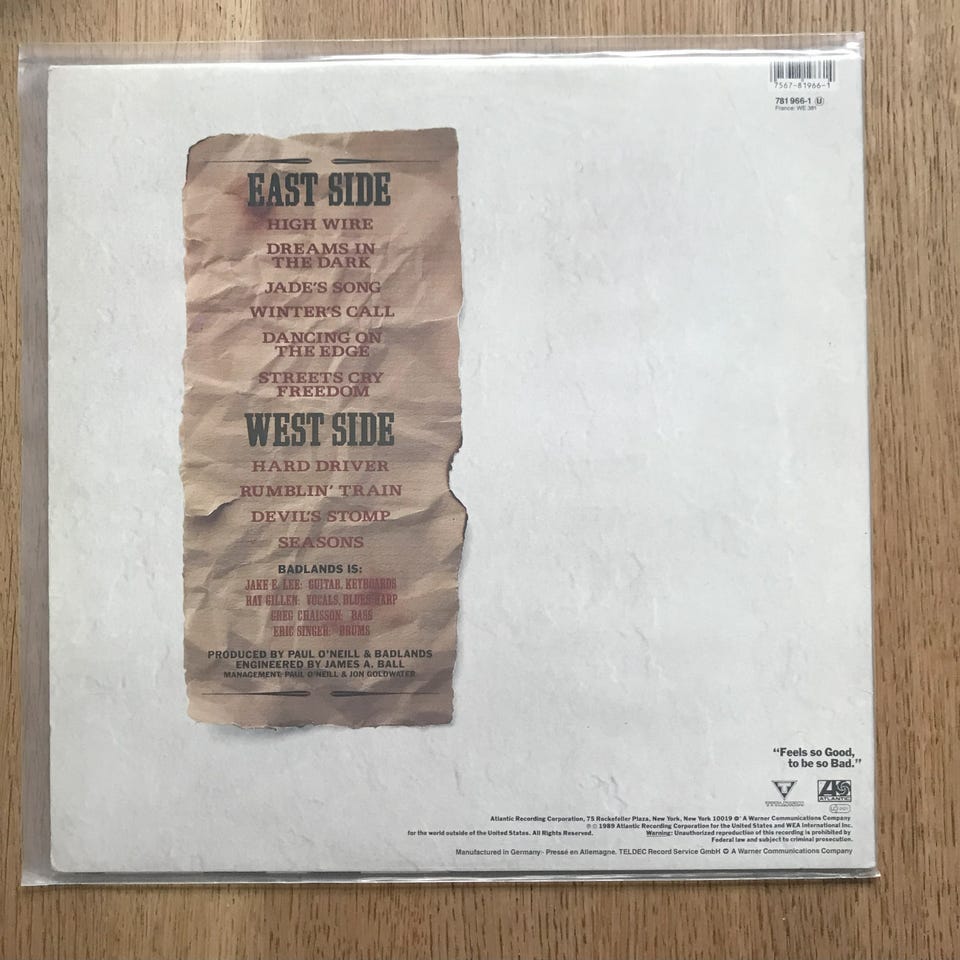 7567-81966-1
781 966-1 U
France: WE 381
EAST SIDE
HIGH WIRE
DREAMS IN
THE DARK
JADE'S SONG
WINTER'S CALL
DANCING ON
THE EDGE
STREETS CRY
FREEDOM
WEST SIDE
HARD DRIVER
RUMBLIN' TRAIN
DEVIL'S STOMP
SEASONS
BADLANDS IS:
JAKE E. LEE: GUITAR, KEYBOARDS
RAY GILLEN: VOCALS, BLUES HARP
GREG CHAISSON: BASS
ERIC SINGER: DRUMS
PRODUCED BY PAUL O'NEILL & BADLANDS
ENGINEERED BY JAMES A. BALL
MANAGEMENT: PAUL O'NEILL & JON GOLDWATER
“Feels so Good,
to be so Bad.”
ATLANTIC
Atlantic Recording Corporation, 75 Rockefeller Plaza, New York, New York 10019 A Warner Communications Company
℗ © 1989 Atlantic Recording Corporation for the United States and WEA International Inc.
for the world outside of the United States. All Rights Reserved. Warning: Unauthorized reproduction of this recording is prohibited by
Federal law and subject to criminal prosecution.
Manufactured in Germany - Pressé en Allemagne. TELDEC Record Service GmbH A Warner Communications Company